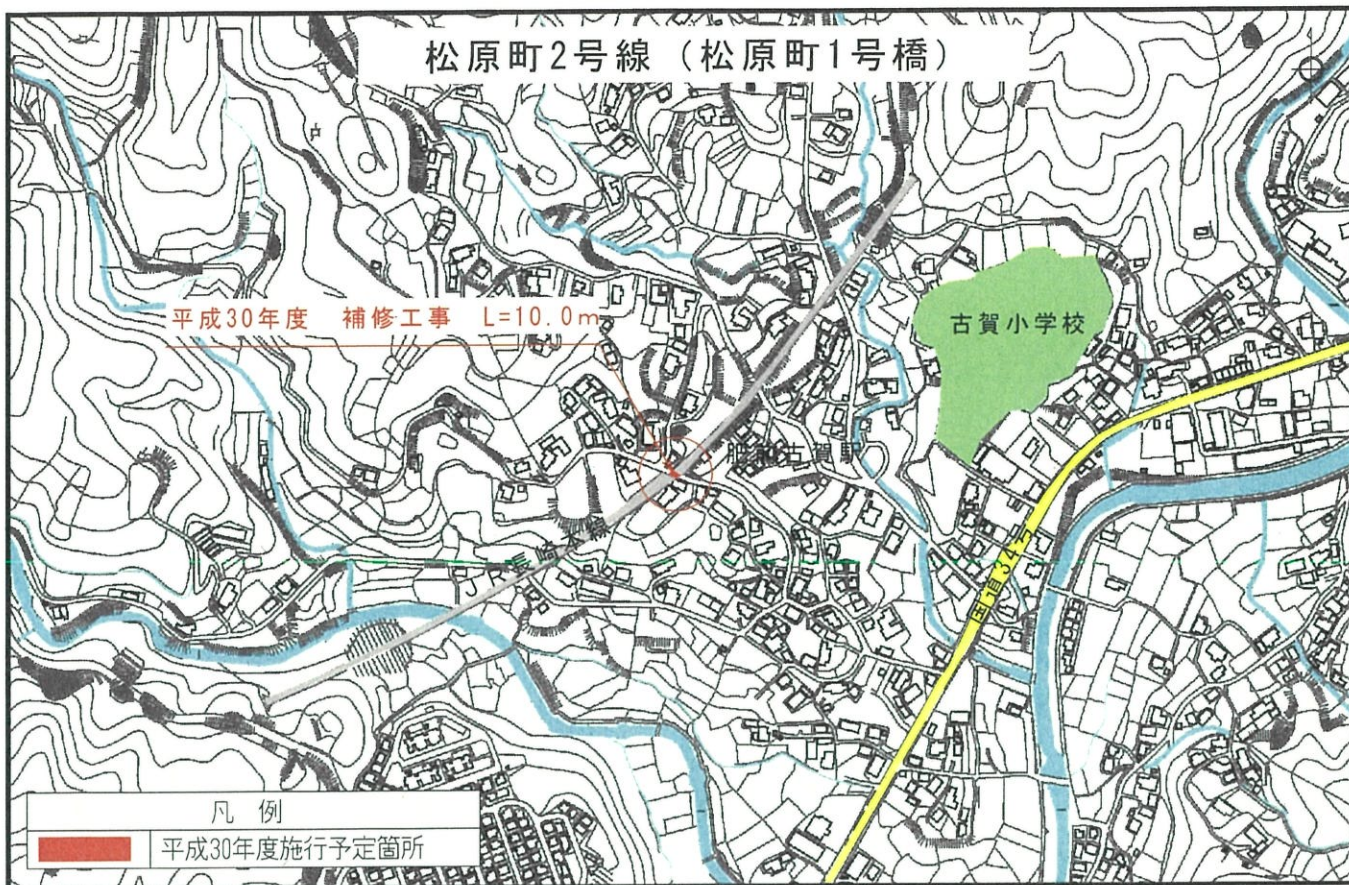 松原町2号線（松原町1号橋）
平成30年度 補修工事 L=10.0m
古賀小学校
肥前古賀駅
JR長崎本線
国道34号
凡例
平成30年度施行予定箇所